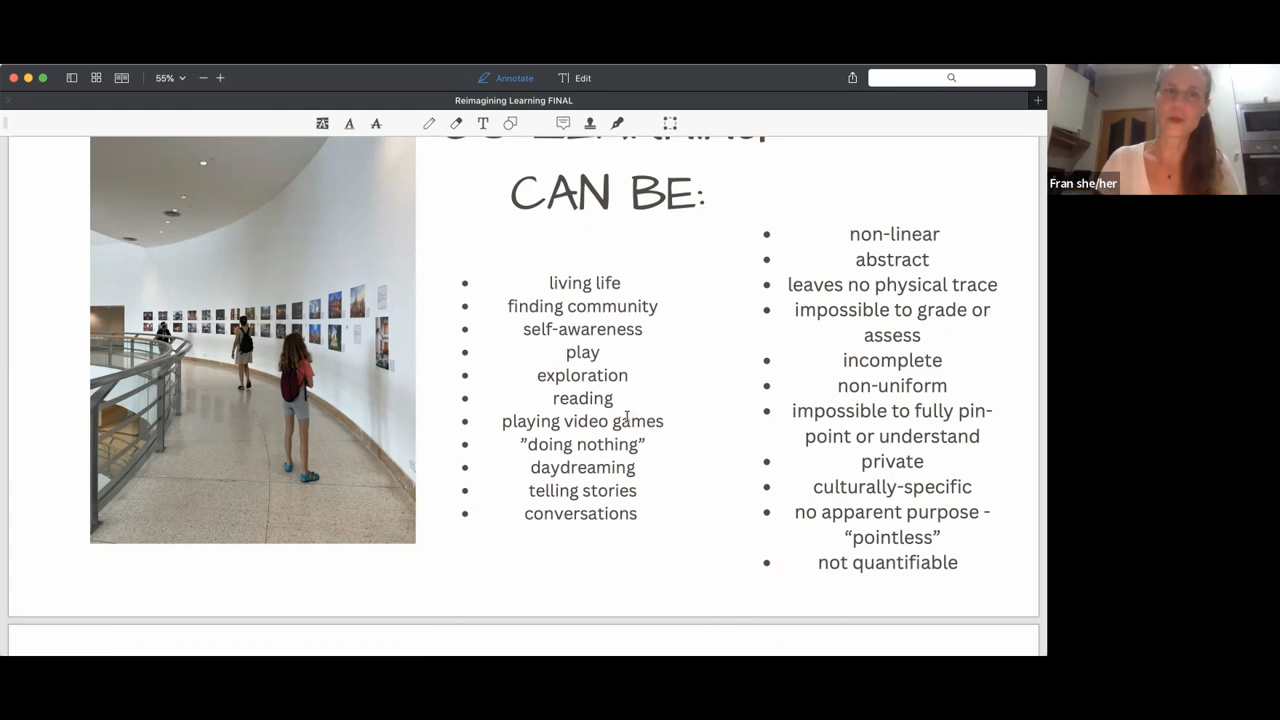 55%
Annotate
Edit
Reimagining Learning FINAL
SO LEARNING,
CAN BE:
• living life
• finding community
• self-awareness
• play
• exploration
• reading
• playing video games
• ”doing nothing”
• daydreaming
• telling stories
• conversations
• non-linear
• abstract
• leaves no physical trace
• impossible to grade or
assess
• incomplete
• non-uniform
• impossible to fully pin-
point or understand
• private
• culturally-specific
• no apparent purpose -
“pointless”
• not quantifiable
Fran she/her